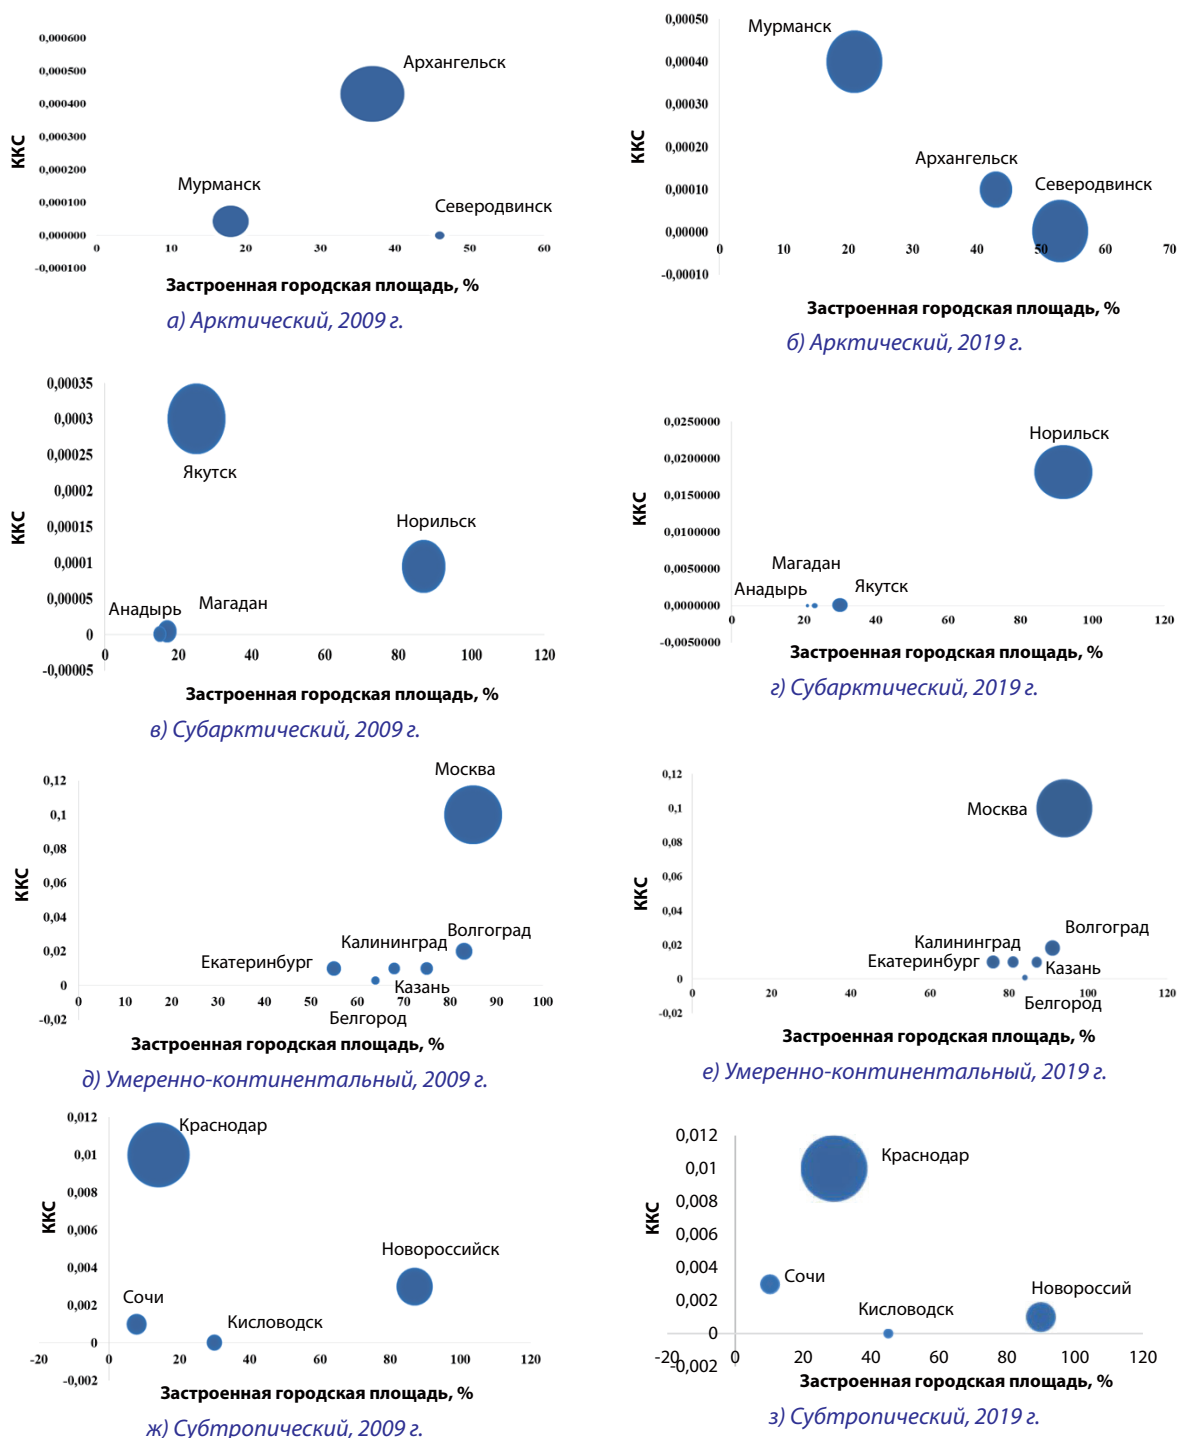 0,000600
0,000500
0,000400
0,000300
0,000200
0,000100
0,000000
-0,000100
0 10 20 30 40 50 60
ККС
Архангельск
Мурманск
Северодвинск
Застроенная городская площадь, %
а) Арктический, 2009 г.
0,00050
0,00040
0,00030
0,00020
0,00010
0,00000
-0,00010
0 10 20 30 40 50 60 70
ККС
Мурманск
Архангельск
Северодвинск
Застроенная городская площадь, %
б) Арктический, 2019 г.
0,00035
0,0003
0,00025
0,0002
0,00015
0,0001
0,00005
0
-0,00005
0 20 40 60 80 100 120
ККС
Якутск
Норильск
Анадырь
Магадан
Застроенная городская площадь, %
в) Субарктический, 2009 г.
0,0250000
0,0200000
0,0150000
0,0100000
0,0050000
0,0000000
-0,0050000
0 20 40 60 80 100 120
ККС
Норильск
Магадан
Анадырь
Якутск
Застроенная городская площадь, %
г) Субарктический, 2019 г.
0,12
0,1
0,08
0,06
0,04
0,02
0
-0,02
0 10 20 30 40 50 60 70 80 90 100
ККС
Москва
Волгоград
Калининград
Екатеринбург
Казань
Белгород
Застроенная городская площадь, %
д) Умеренно-континентальный, 2009 г.
0,12
0,1
0,08
0,06
0,04
0,02
0
-0,02
0 20 40 60 80 100 120
ККС
Москва
Волгоград
Калининград
Екатеринбург
Казань
Белгород
Застроенная городская площадь, %
е) Умеренно-континентальный, 2019 г.
0,012
0,01
0,008
0,006
0,004
0,002
0
-0,002
-20 0 20 40 60 80 100 120
ККС
Краснодар
Новороссийск
Сочи
Кисловодск
Застроенная городская площадь, %
ж) Субтропический, 2009 г.
0,012
0,01
0,008
0,006
0,004
0,002
0
-0,002
-20 0 20 40 60 80 100 120
ККС
Краснодар
Сочи
Новороссий
Кисловодск
Застроенная городская площадь, %
з) Субтропический, 2019 г.